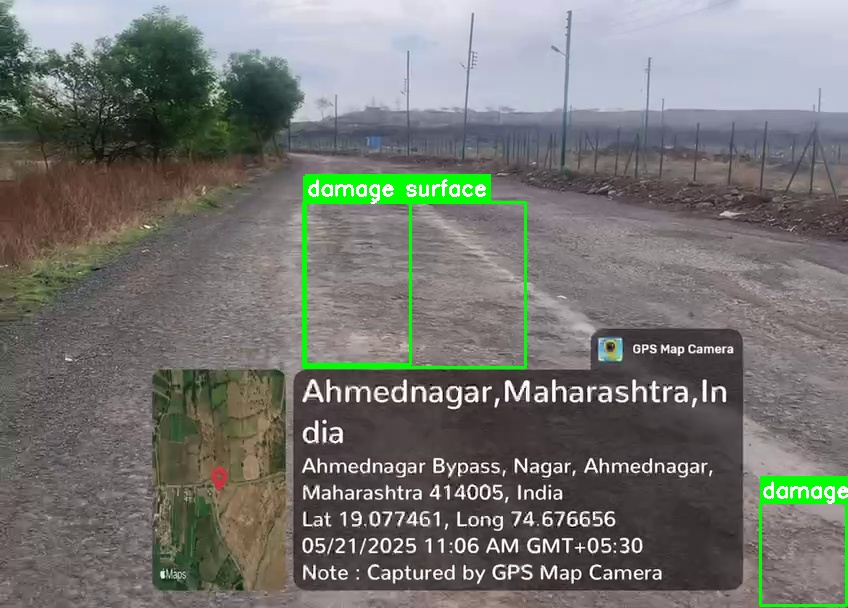 damage surface
GPS Map Camera
Ahmednagar,Maharashtra,In
dia
Ahmednagar Bypass, Nagar, Ahmednagar,
Maharashtra 414005, India
Lat 19.077461, Long 74.676656
05/21/2025 11:06 AM GMT+05:30
Note : Captured by GPS Map Camera
Maps
damage